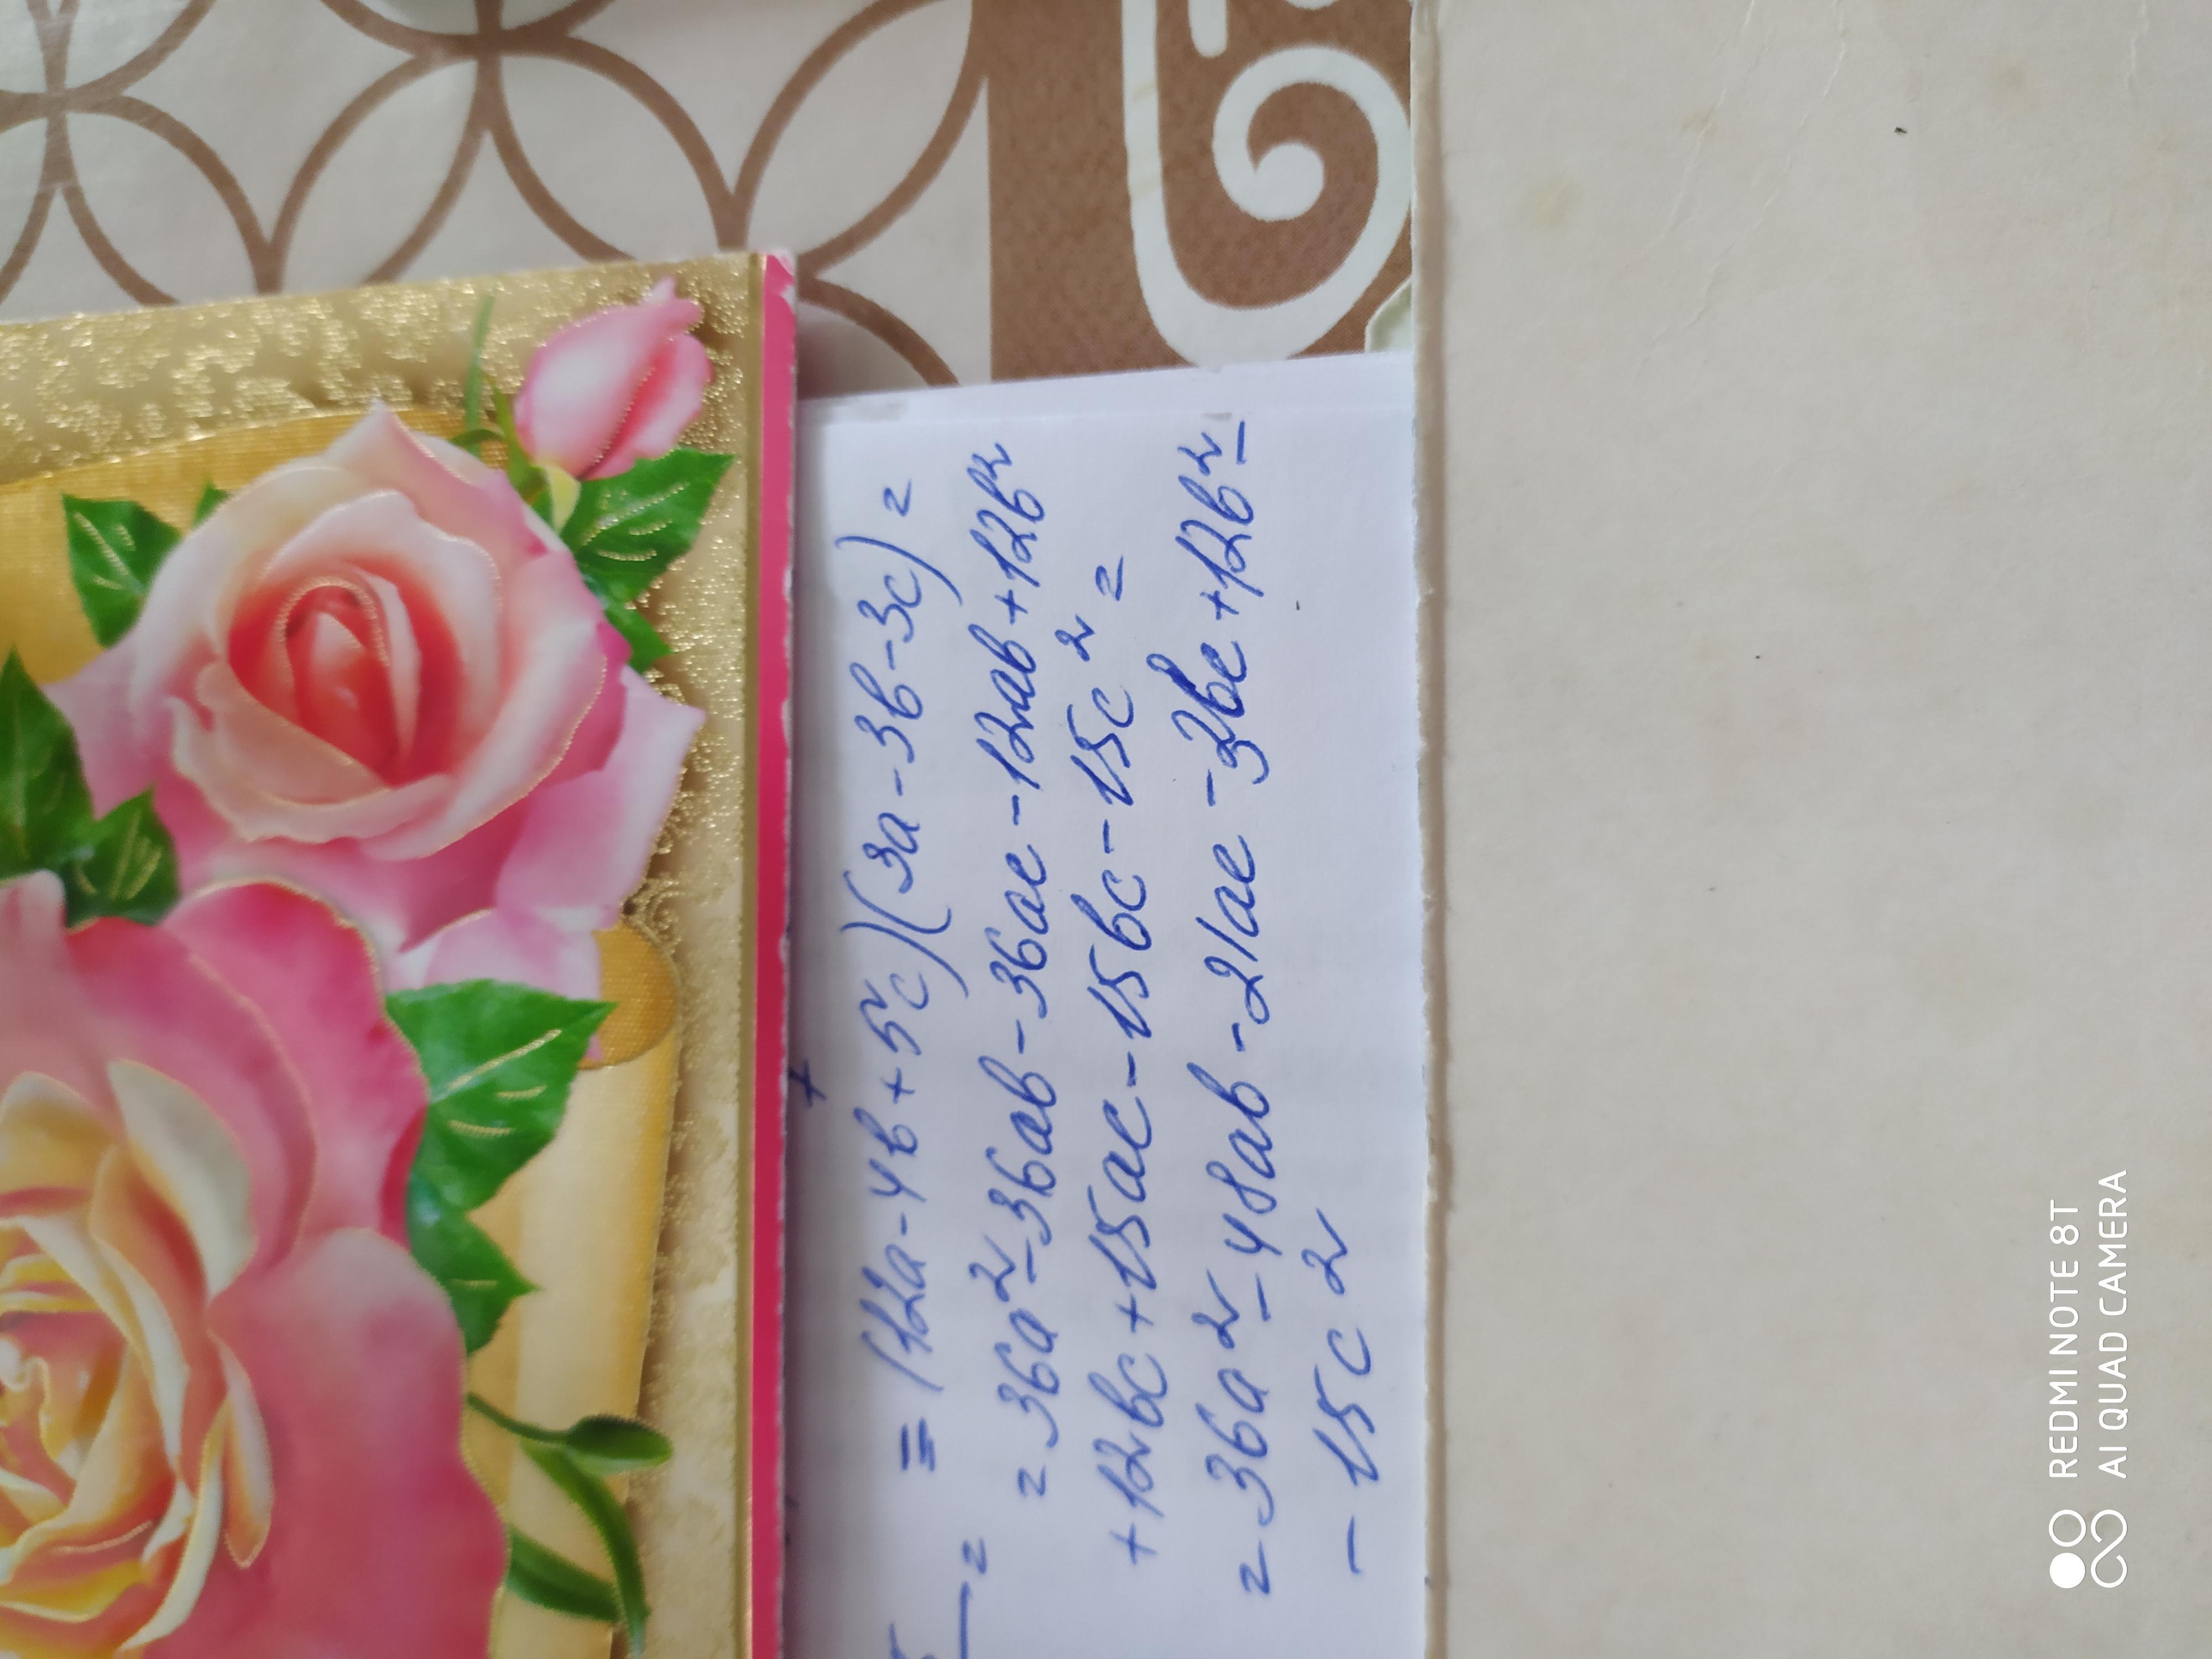 = (12a-4b+5c)(3a-3b-3c)=
= 36a²-36ab-36ac-12ab+12b²
+12bc+15ac-15bc-15c²=
= 36a²-48ab-21ac-3bc+12b²-
-15c²
REDMI NOTE 8T
AI QUAD CAMERA